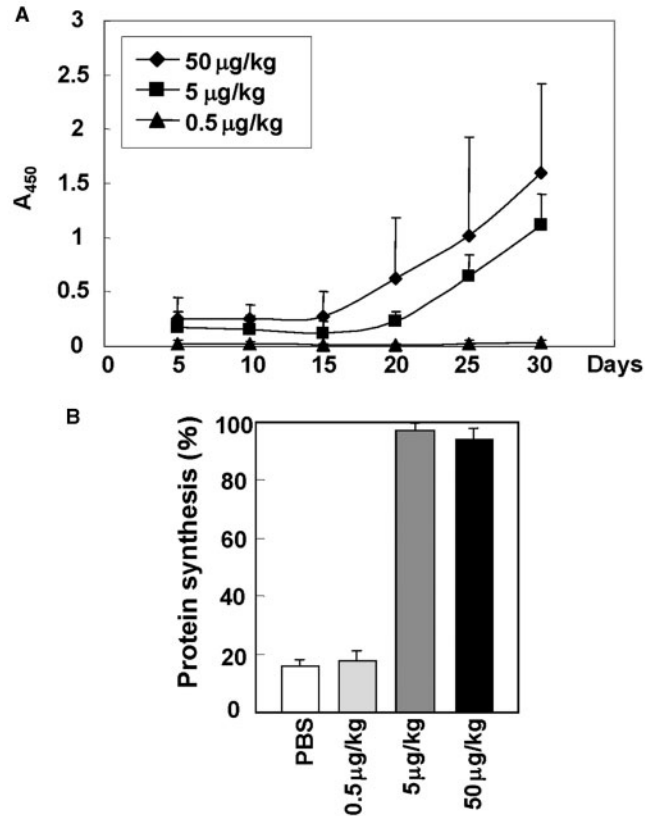 A
3
2.5
2
1.5
1
0.5
0
A450
50 μg/kg
5 μg/kg
0.5 μg/kg
0 5 10 15 20 25 30 Days
B
100
80
60
40
20
0
Protein synthesis (%)
PBS
0.5μg/kg
5μg/kg
50μg/kg